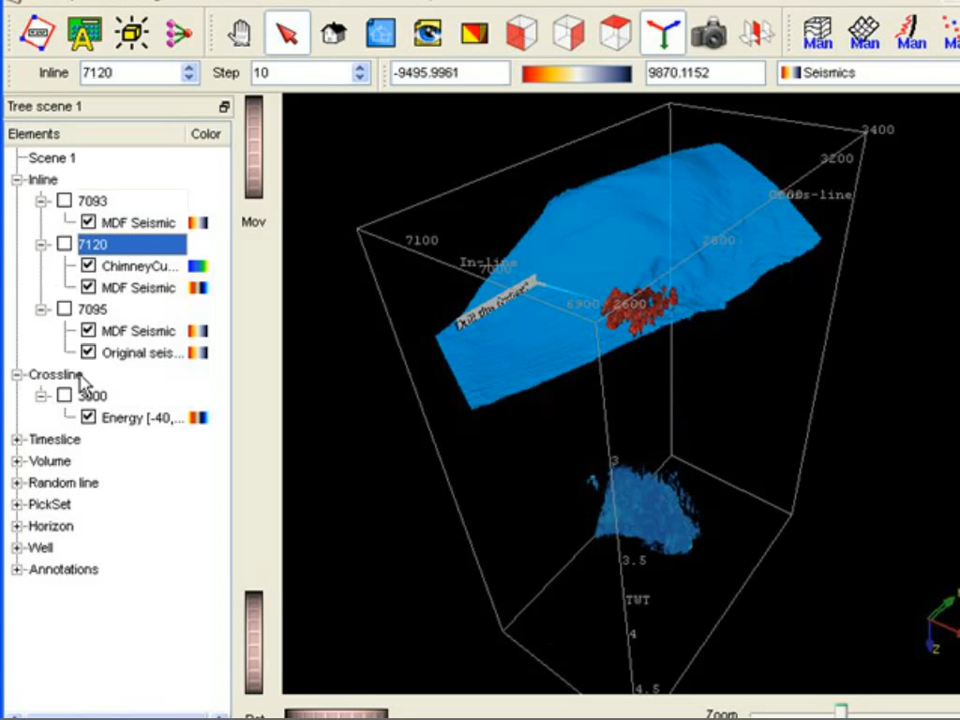 Man Man Man
Inline 7120 Step 10 -9495.9961 9870.1152 Seismics
Tree scene 1
Elements Color
Scene 1
Inline
7093
MDF Seismic
7120
ChimneyCu...
MDF Seismic
7095
MDF Seismic
Original seis...
Crossline
3000
Energy [-40,...
Timeslice
Volume
Random line
PickSet
Horizon
Well
Annotations
Mov
3400
3200
7100
2800
In-line
7000
6900 2600
3
3.5
TWT
4
4.5
Z
Zoom